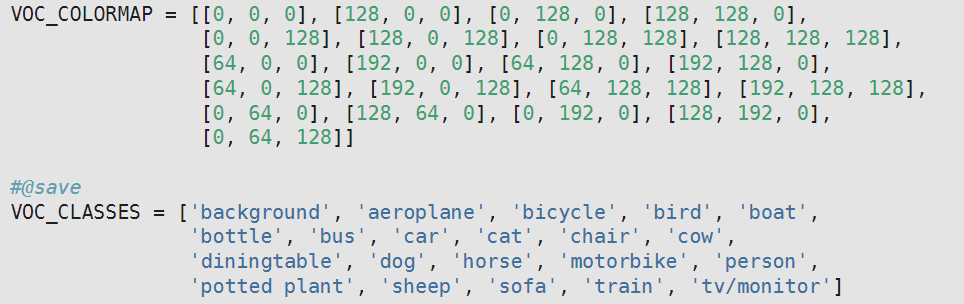 VOC_COLORMAP = [[0, 0, 0], [128, 0, 0], [0, 128, 0], [128, 128, 0],
[0, 0, 128], [128, 0, 128], [0, 128, 128], [128, 128, 128],
[64, 0, 0], [192, 0, 0], [64, 128, 0], [192, 128, 0],
[64, 0, 128], [192, 0, 128], [64, 128, 128], [192, 128, 128],
[0, 64, 0], [128, 64, 0], [0, 192, 0], [128, 192, 0],
[0, 64, 128]]
#@save
VOC_CLASSES = ['background', 'aeroplane', 'bicycle', 'bird', 'boat',
'bottle', 'bus', 'car', 'cat', 'chair', 'cow',
'diningtable', 'dog', 'horse', 'motorbike', 'person',
'potted plant', 'sheep', 'sofa', 'train', 'tv/monitor']